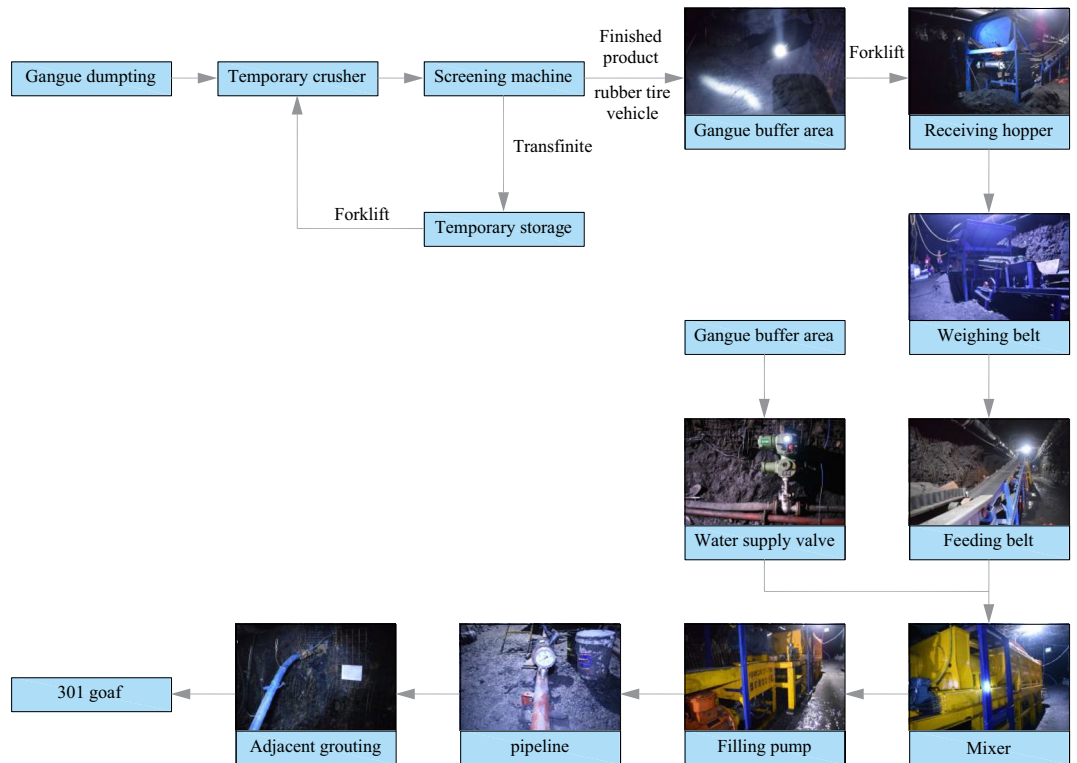 Gangue dumpting
Temporary crusher
Screening machine
Finished
product
rubber tire
vehicle
Gangue buffer area
Forklift
Receiving hopper
Transfinite
Forklift
Temporary storage
Gangue buffer area
Weighing belt
Water supply valve
Feeding belt
301 goaf
Adjacent grouting
pipeline
Filling pump
Mixer